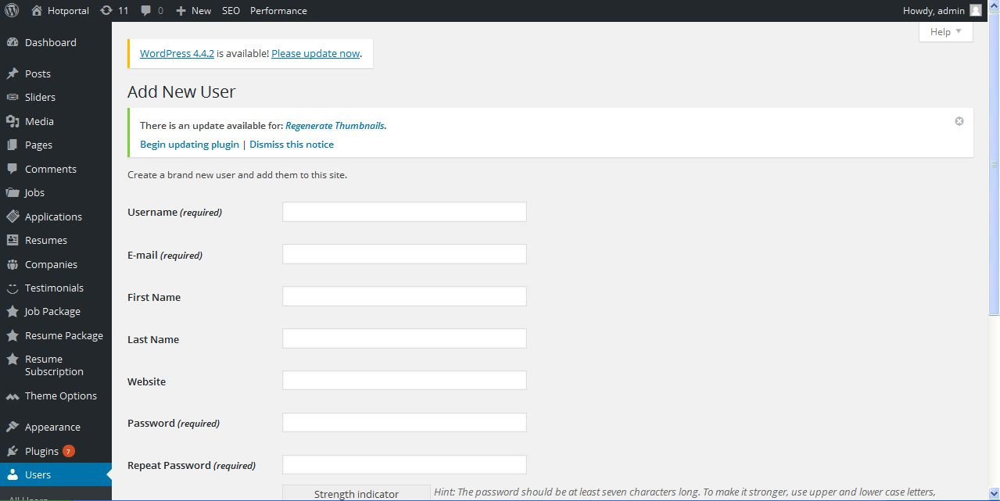 Hotportal 11 0 New SEO Performance Howdy, admin
Help
Dashboard
Posts
Sliders
Media
Pages
Comments
Jobs
Applications
Resumes
Companies
Testimonials
Job Package
Resume Package
Resume
Subscription
Theme Options
Appearance
Plugins 7
Users
All Users
WordPress 4.4.2 is available! Please update now.
Add New User
There is an update available for: Regenerate Thumbnails.
Begin updating plugin | Dismiss this notice
Create a brand new user and add them to this site.
Username (required)
E-mail (required)
First Name
Last Name
Website
Password (required)
Repeat Password (required)
Strength indicator
Hint: The password should be at least seven characters long. To make it stronger, use upper and lower case letters,